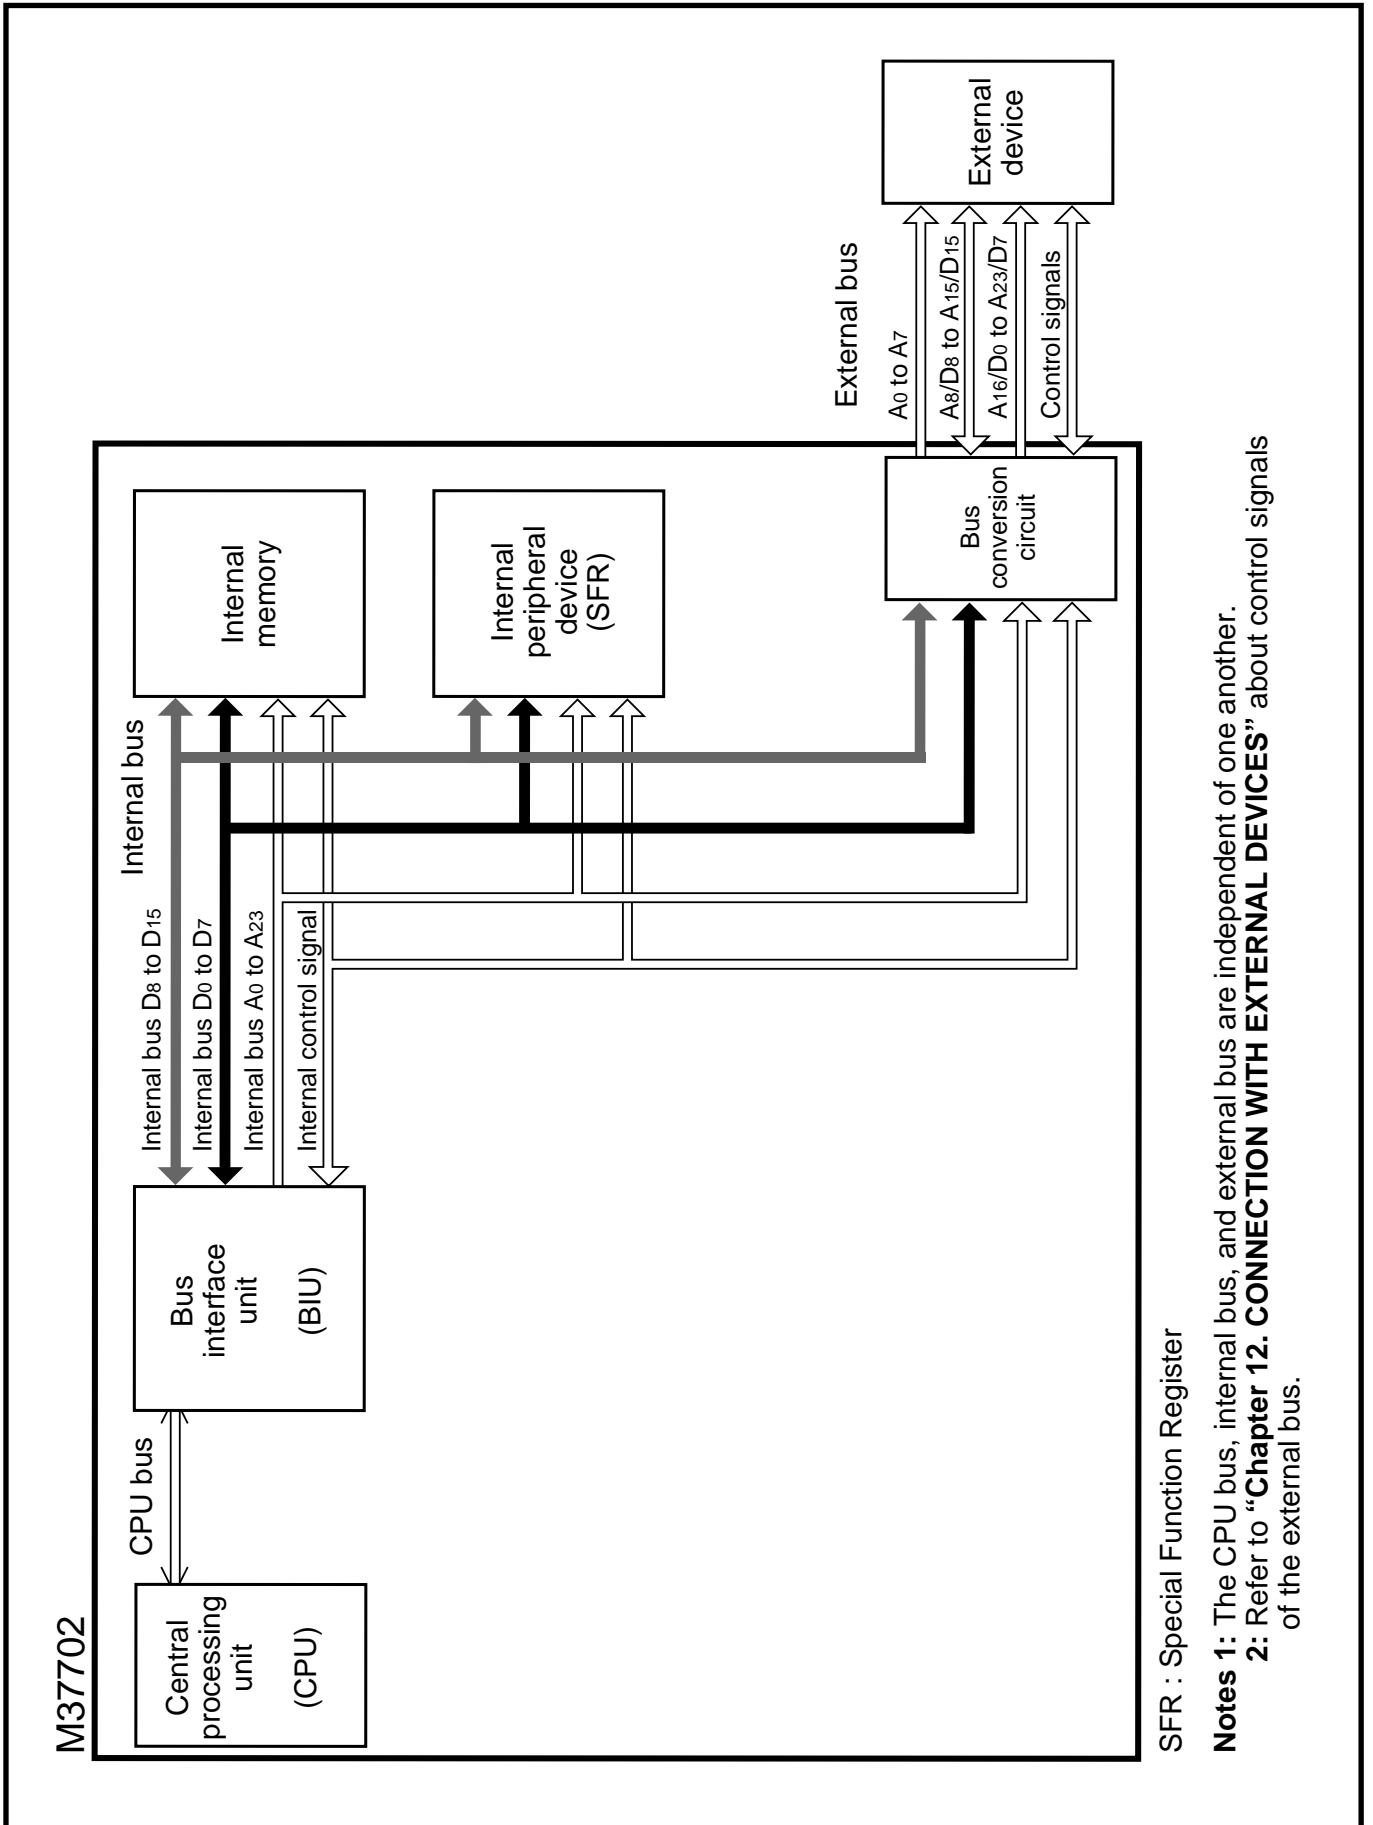 M37702
Central
processing
unit
(CPU)
CPU bus
Bus
interface
unit
(BIU)
Internal bus
Internal bus D8 to D15
Internal bus D0 to D7
Internal bus A0 to A23
Internal control signal
Internal
memory
Internal
peripheral
device
(SFR)
Bus
conversion
circuit
External bus
A0 to A7
A8/D8 to A15/D15
A16/D0 to A23/D7
Control signals
External
device
SFR : Special Function Register
Notes 1: The CPU bus, internal bus, and external bus are independent of one another.
2: Refer to “Chapter 12. CONNECTION WITH EXTERNAL DEVICES” about control signals
of the external bus.